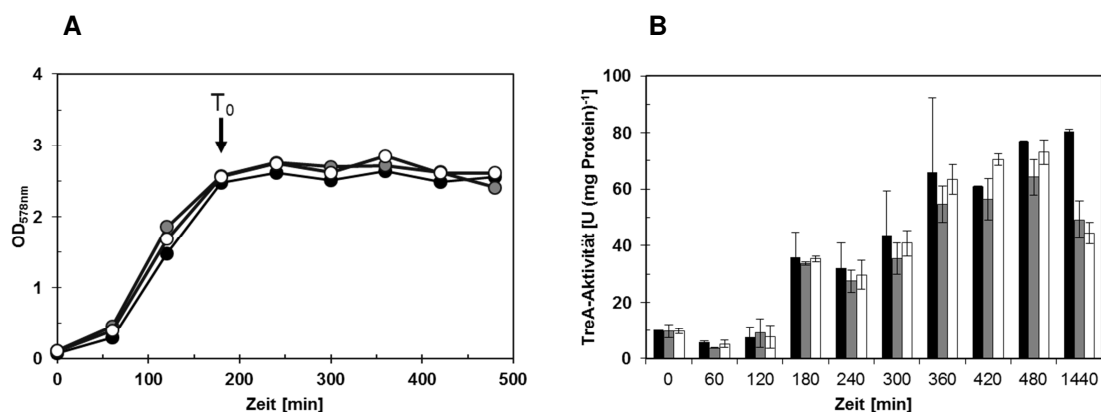 A
OD578nm
4
3
2
1
0
T0
0 100 200 300 400 500
Zeit [min]
B
TreA-Aktivität [U (mg Protein)-1]
100
80
60
40
20
0
0 60 120 180 240 300 360 420 480 1440
Zeit [min]